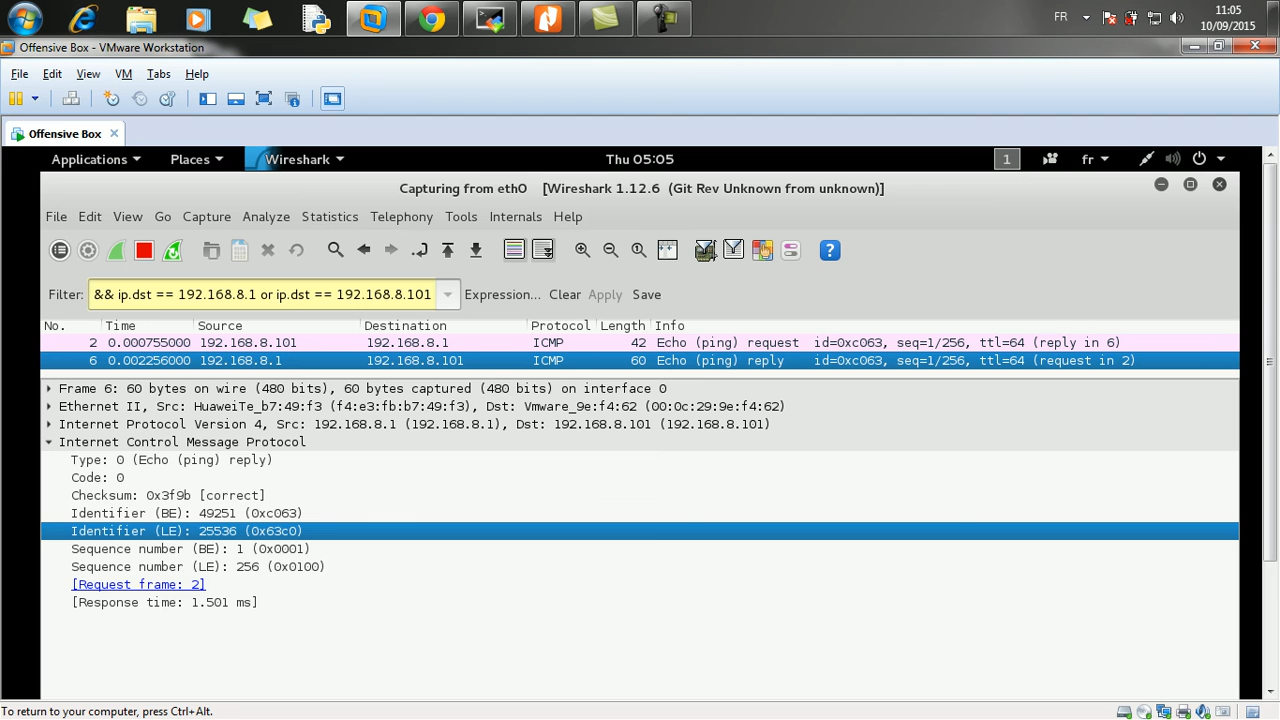 FR
11:05
10/09/2015
Offensive Box - VMware Workstation
File Edit View VM Tabs Help
Offensive Box
Applications Places Wireshark Thu 05:05 1 fr
Capturing from eth0 [Wireshark 1.12.6 (Git Rev Unknown from unknown)]
File Edit View Go Capture Analyze Statistics Telephony Tools Internals Help
Filter: && ip.dst == 192.168.8.1 or ip.dst == 192.168.8.101 Expression... Clear Apply Save
No. Time Source Destination Protocol Length Info
2 0.000755000 192.168.8.101 192.168.8.1 ICMP 42 Echo (ping) request id=0xc063, seq=1/256, ttl=64 (reply in 6)
6 0.002256000 192.168.8.1 192.168.8.101 ICMP 60 Echo (ping) reply id=0xc063, seq=1/256, ttl=64 (request in 2)
Frame 6: 60 bytes on wire (480 bits), 60 bytes captured (480 bits) on interface 0
Ethernet II, Src: HuaweiTe_b7:49:f3 (f4:e3:fb:b7:49:f3), Dst: Vmware_9e:f4:62 (00:0c:29:9e:f4:62)
Internet Protocol Version 4, Src: 192.168.8.1 (192.168.8.1), Dst: 192.168.8.101 (192.168.8.101)
Internet Control Message Protocol
Type: 0 (Echo (ping) reply)
Code: 0
Checksum: 0x3f9b [correct]
Identifier (BE): 49251 (0xc063)
Identifier (LE): 25536 (0x63c0)
Sequence number (BE): 1 (0x0001)
Sequence number (LE): 256 (0x0100)
[Request frame: 2]
[Response time: 1.501 ms]
To return to your computer, press Ctrl+Alt.